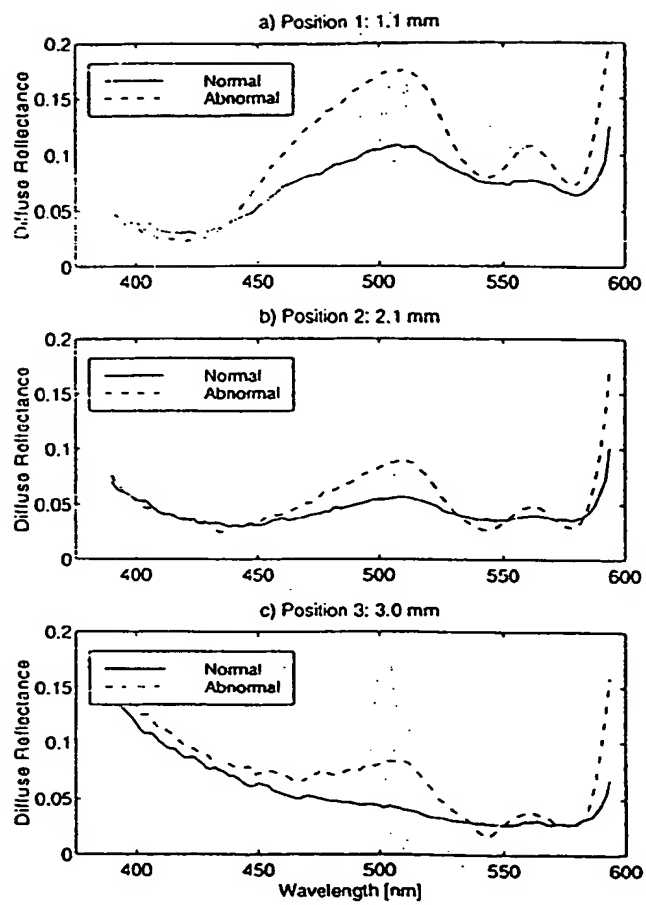 a) Position 1: 1.1 mm
0.2
0.15
0.1
0.05
0
Diffuse Reflectance
Normal
Abnormal
400
450
500
550
600
b) Position 2: 2.1 mm
0.2
0.15
0.1
0.05
0
Diffuse Reflectance
Normal
Abnormal
400
450
500
550
600
c) Position 3: 3.0 mm
0.2
0.15
0.1
0.05
0
Diffuse Reflectance
Normal
Abnormal
400
450
500
550
600
Wavelength [nm]